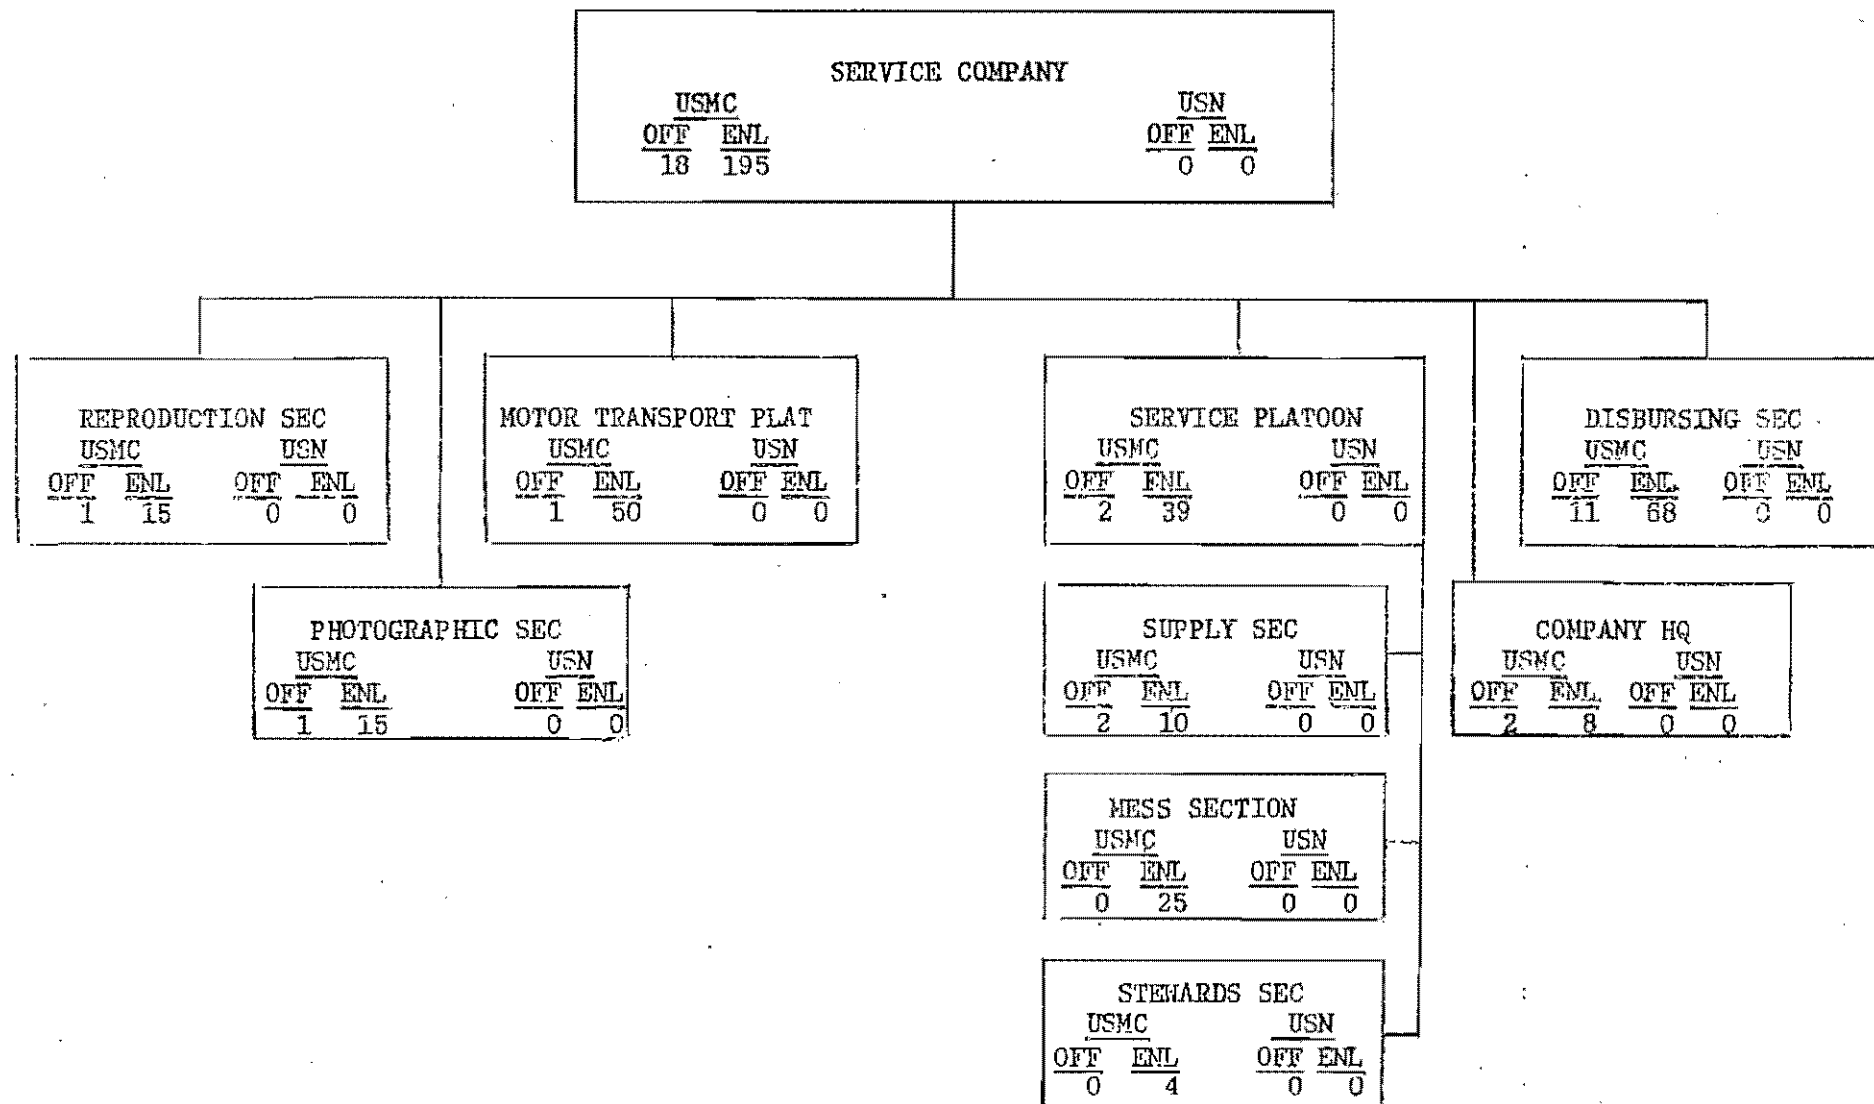 SERVICE COMPANY
USMC USN
OFF ENL OFF ENL
18 195 0 0
REPRODUCTION SEC
USMC USN
OFF ENL OFF ENL
1 15 0 0
MOTOR TRANSPORT PLAT
USMC USN
OFF ENL OFF ENL
1 50 0 0
SERVICE PLATOON
USMC USN
OFF ENL OFF ENL
2 39 0 0
DISBURSING SEC
USMC USN
OFF ENL OFF ENL
11 68 0 0
PHOTOGRAPHIC SEC
USMC USN
OFF ENL OFF ENL
1 15 0 0
SUPPLY SEC
USMC USN
OFF ENL OFF ENL
2 10 0 0
COMPANY HQ
USMC USN
OFF ENL OFF ENL
2 8 0 0
MESS SECTION
USMC USN
OFF ENL OFF ENL
0 25 0 0
STEWARDS SEC
USMC USN
OFF ENL OFF ENL
0 4 0 0